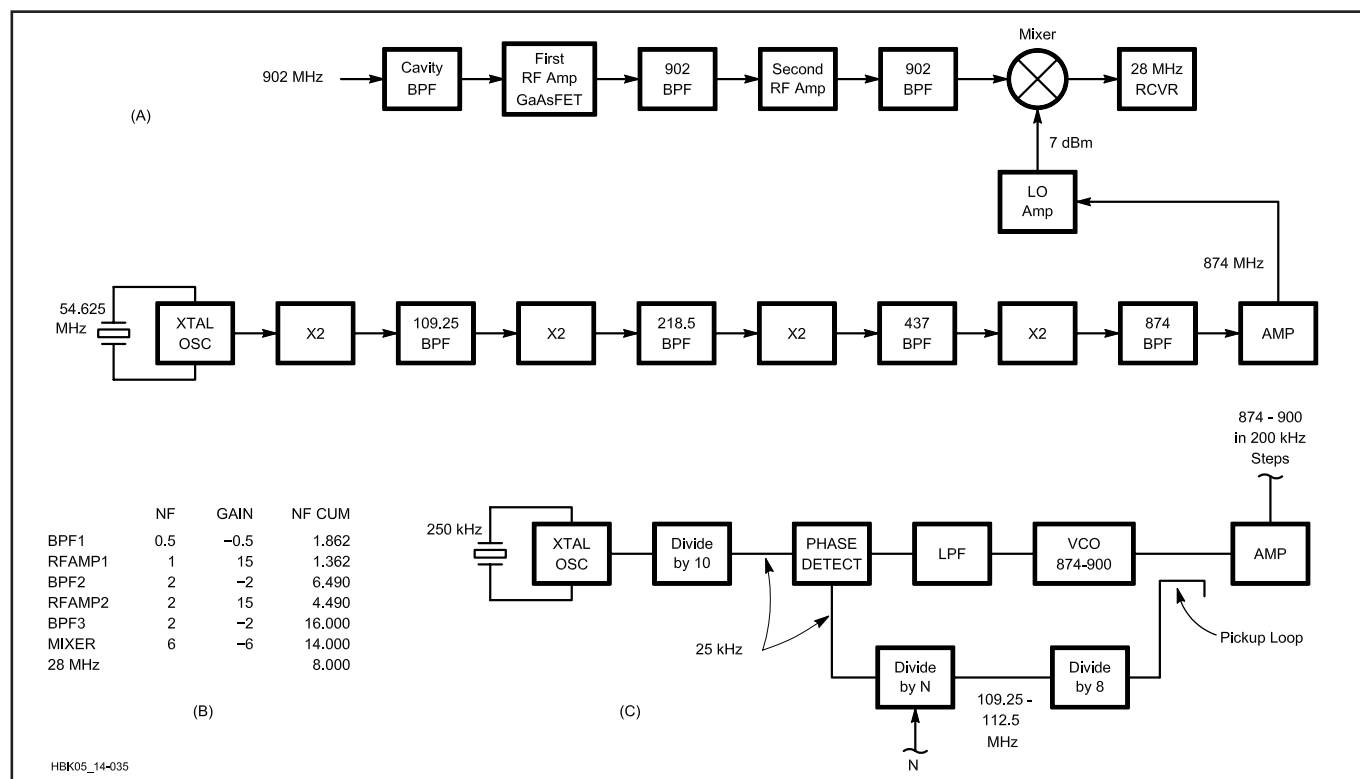 Mixer
902 MHz
Cavity
BPF
First
RF Amp
GaAsFET
902
BPF
Second
RF Amp
902
BPF
28 MHz
RCVR
(A)
7 dBm
LO
Amp
874 MHz
54.625
MHz
XTAL
OSC
X2
109.25
BPF
X2
218.5
BPF
X2
437
BPF
X2
874
BPF
AMP
NF GAIN NF CUM
BPF1 0.5 −0.5 1.862
RFAMP1 1 15 1.362
BPF2 2 −2 6.490
RFAMP2 2 15 4.490
BPF3 2 −2 16.000
MIXER 6 −6 14.000
28 MHz 8.000
(B)
874 - 900
in 200 kHz
Steps
250 kHz
XTAL
OSC
Divide
by 10
PHASE
DETECT
LPF
VCO
874-900
AMP
25 kHz
Pickup Loop
Divide
by N
Divide
by 8
109.25 -
112.5
MHz
N
(C)
HBK05_14-035